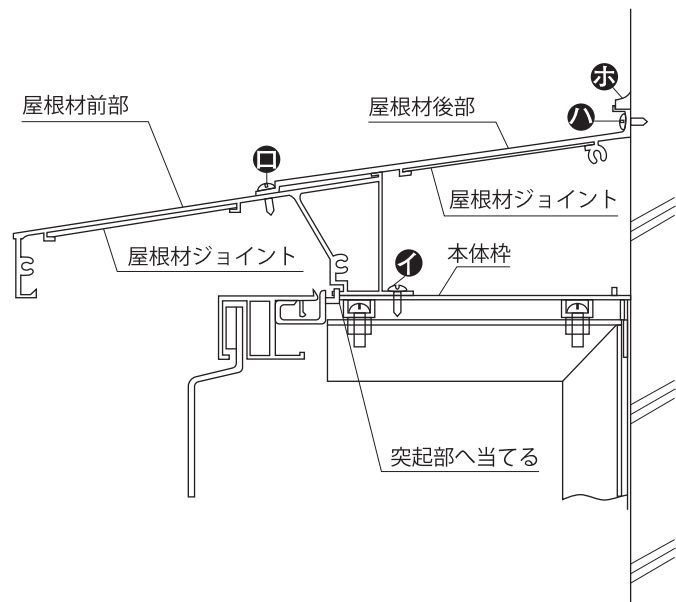 ホ
屋根材前部
屋根材後部
ハ
ロ
屋根材ジョイント
屋根材ジョイント
本体枠
イ
突起部へ当てる